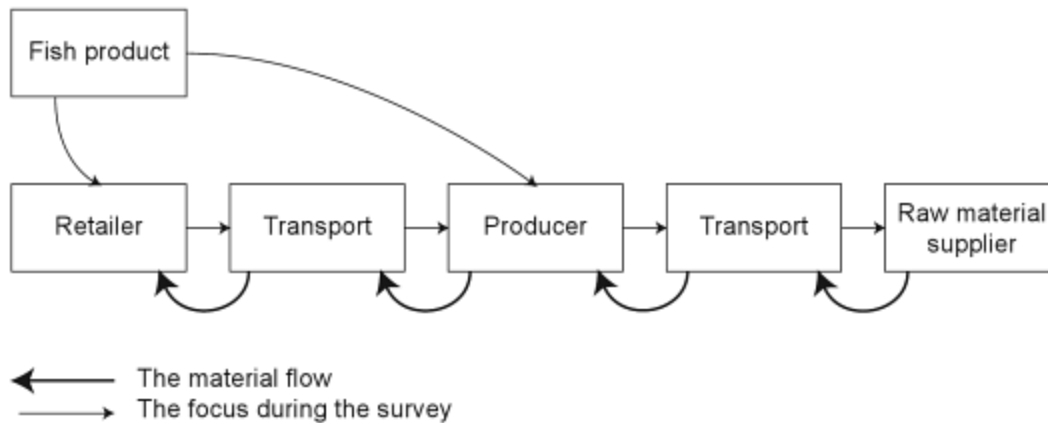 Fish product
Retailer
Transport
Producer
Transport
Raw material
supplier
The material flow
The focus during the survey